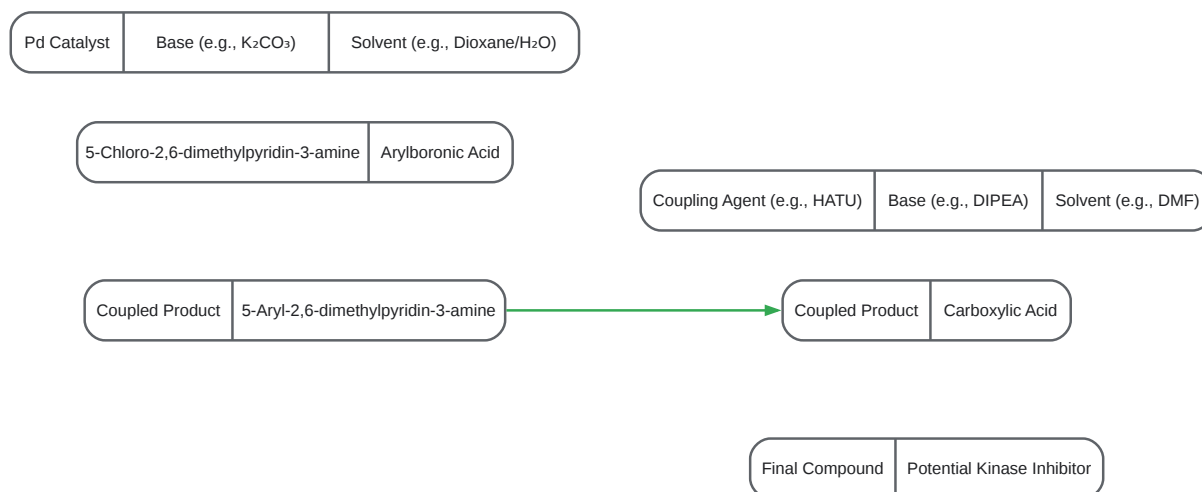 Pd Catalyst Base (e.g., K₂CO₃) Solvent (e.g., Dioxane/H₂O)
5-Chloro-2,6-dimethylpyridin-3-amine Arylboronic Acid
Coupling Agent (e.g., HATU) Base (e.g., DIPEA) Solvent (e.g., DMF)
Coupled Product 5-Aryl-2,6-dimethylpyridin-3-amine Coupled Product Carboxylic Acid
Final Compound Potential Kinase Inhibitor